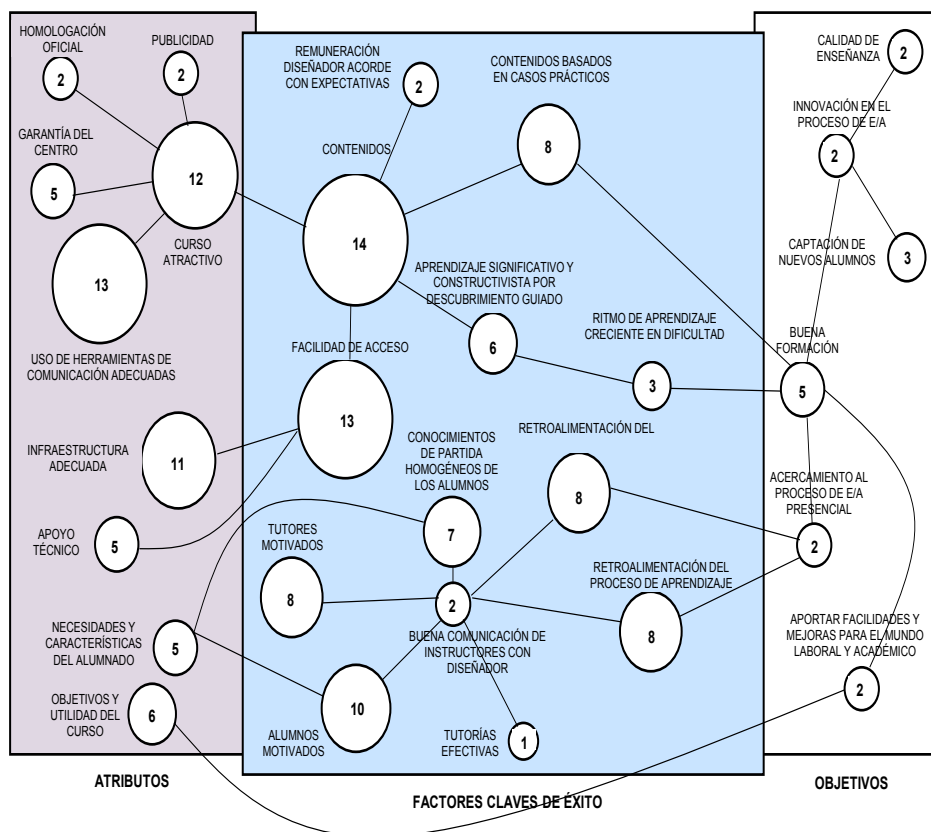 HOMOLOGACIÓN
OFICIAL
2
PUBLICIDAD
2
GARANTÍA DEL
CENTRO
5
12
CURSO
ATRACTIVO
13
USO DE HERRAMIENTAS DE
COMUNICACIÓN ADECUADAS
INFRAESTRUCTURA
ADECUADA
11
APOYO
TÉCNICO
5
NECESIDADES Y
CARACTERÍSTICAS
DEL ALUMNADO
5
OBJETIVOS Y
UTILIDAD DEL
CURSO
6
ATRIBUTOS
REMUNERACIÓN
DISEÑADOR ACORDE
CON EXPECTATIVAS
2
CONTENIDOS BASADOS
EN CASOS PRÁCTICOS
8
CONTENIDOS
14
APRENDIZAJE SIGNIFICATIVO Y
CONSTRUCTIVISTA POR
DESCUBRIMIENTO GUIADO
6
RITMO DE APRENDIZAJE
CRECIENTE EN DIFICULTAD
3
FACILIDAD DE ACCESO
13
CONOCIMIENTOS
DE PARTIDA
HOMOGÉNEOS DE
LOS ALUMNOS
7
RETROALIMENTACIÓN DEL
8
TUTORES
MOTIVADOS
8
2
BUENA COMUNICACIÓN DE
INSTRUCTORES CON
DISEÑADOR
RETROALIMENTACIÓN DEL
PROCESO DE APRENDIZAJE
8
10
ALUMNOS
MOTIVADOS
TUTORÍAS
EFECTIVAS
1
FACTORES CLAVES DE ÉXITO
CALIDAD DE
ENSEÑANZA
2
INNOVACIÓN EN EL
PROCESO DE E/A
2
CAPTACIÓN DE
NUEVOS ALUMNOS
3
BUENA
FORMACIÓN
5
ACERCAMIENTO AL
PROCESO DE E/A
PRESENCIAL
2
APORTAR FACILIDADES Y
MEJORAS PARA EL MUNDO
LABORAL Y ACADÉMICO
2
OBJETIVOS